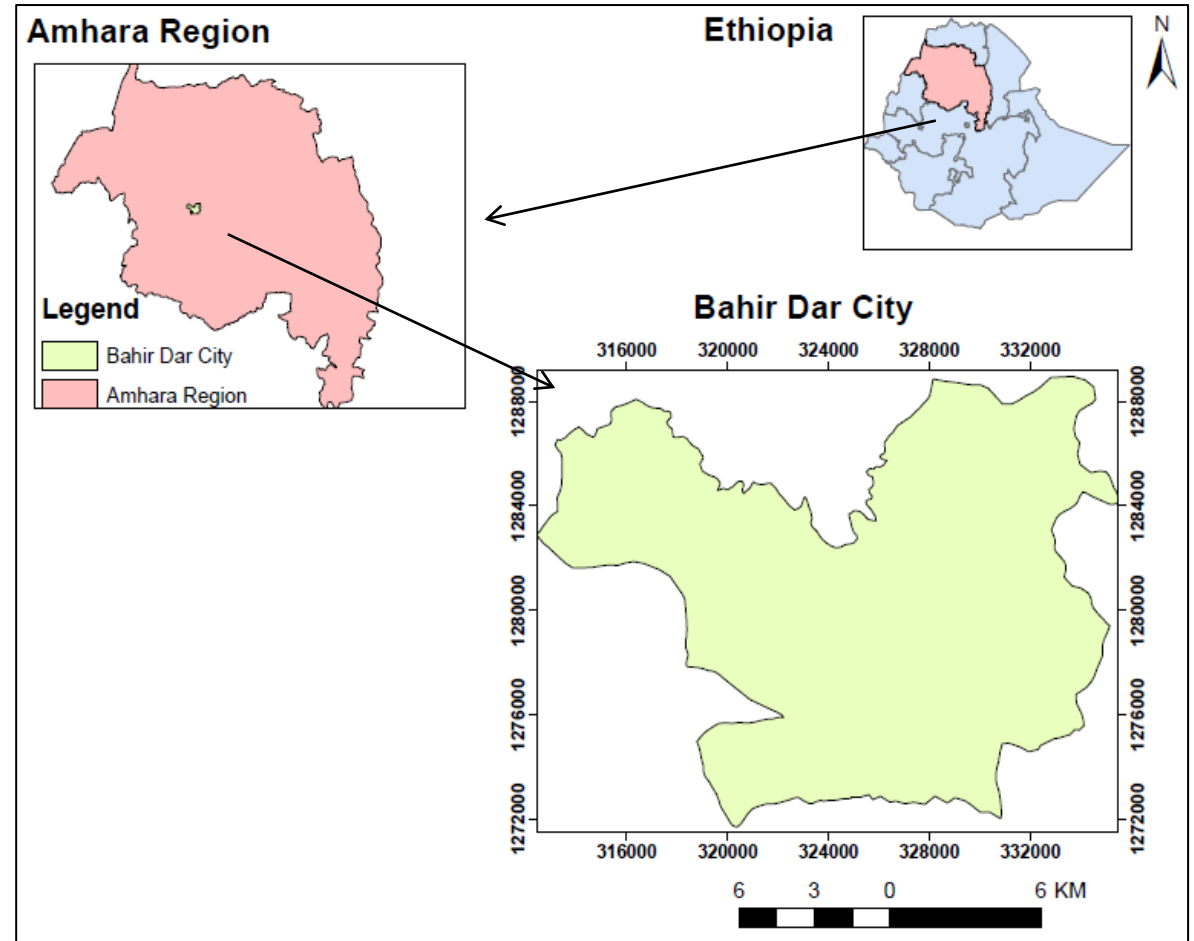 Amhara Region
Ethiopia
N
Legend
Bahir Dar City
Amhara Region
Bahir Dar City
316000 320000 324000 328000 332000
1288000 1288000
1284000 1284000
1280000 1280000
1276000 1276000
1272000 1272000
316000 320000 324000 328000 332000
6 3 0 6 KM